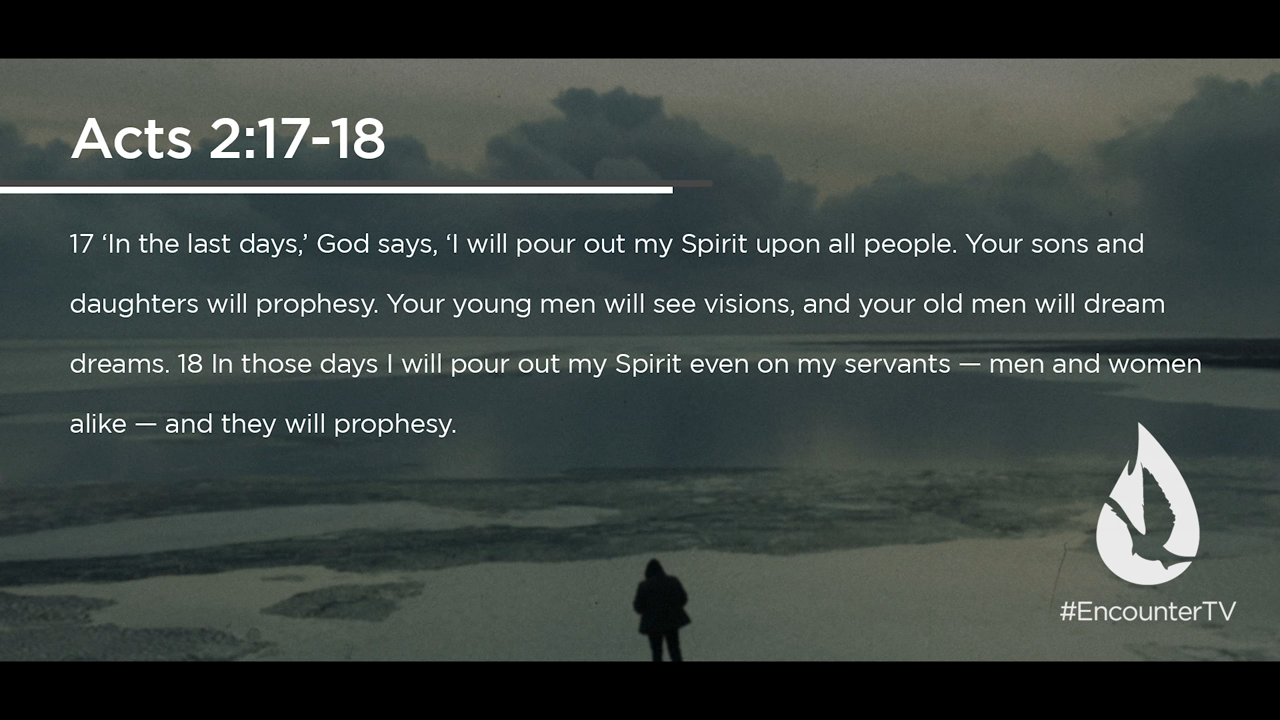 Acts 2:17-18
17 ‘In the last days,’ God says, ‘I will pour out my Spirit upon all people. Your sons and
daughters will prophesy. Your young men will see visions, and your old men will dream
dreams. 18 In those days I will pour out my Spirit even on my servants — men and women
alike — and they will prophesy.
#EncounterTV